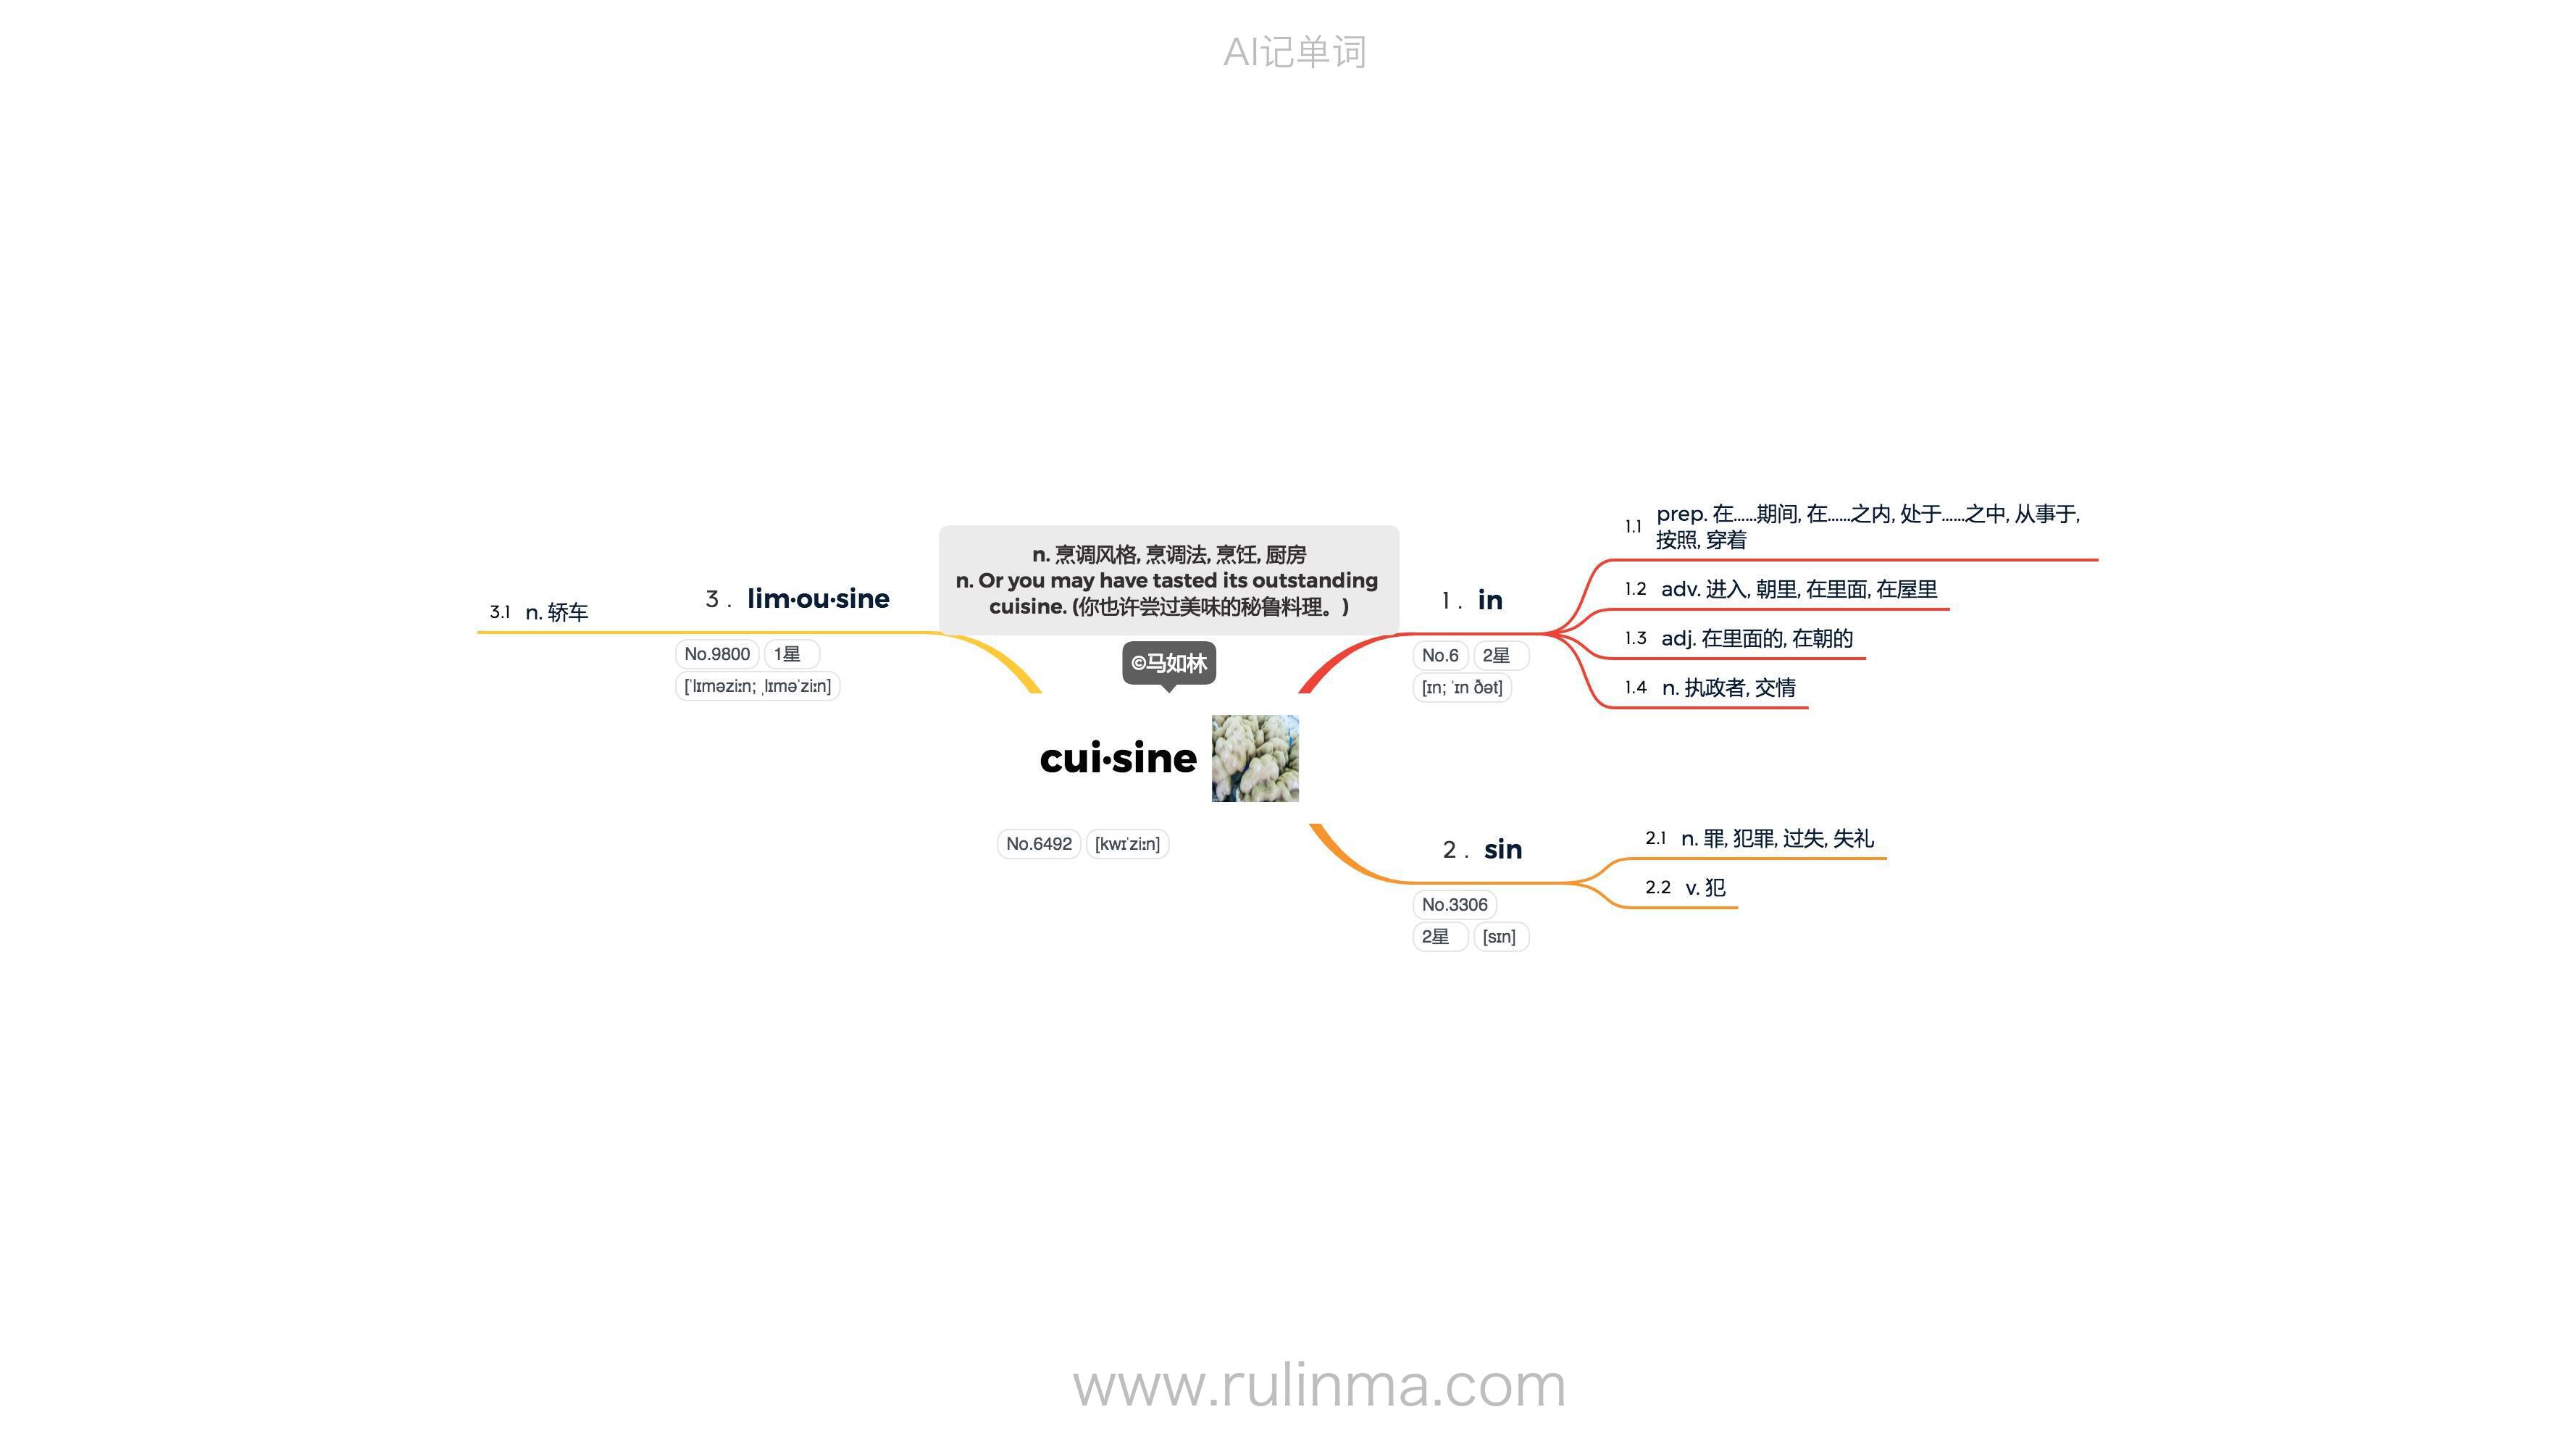 AI记单词
n. 烹调风格, 烹调法, 烹饪, 厨房
n. Or you may have tasted its outstanding
cuisine. (你也许尝过美味的秘鲁料理。)
©马如林
cui·sine
No.6492 [kwɪˈziːn]
1. in
No.6 2星
[ɪn; ˈɪn ðət]
1.1 prep. 在……期间, 在……之内, 处于……之中, 从事于,
按照, 穿着
1.2 adv. 进入, 朝里, 在里面, 在屋里
1.3 adj. 在里面的, 在朝的
1.4 n. 执政者, 交情
2. sin
No.3306
2星 [sɪn]
2.1 n. 罪, 犯罪, 过失, 失礼
2.2 v. 犯
3. lim·ou·sine
No.9800 1星
[ˈlɪməziːn; ˌlɪməˈziːn]
3.1 n. 轿车
www.rulinma.com